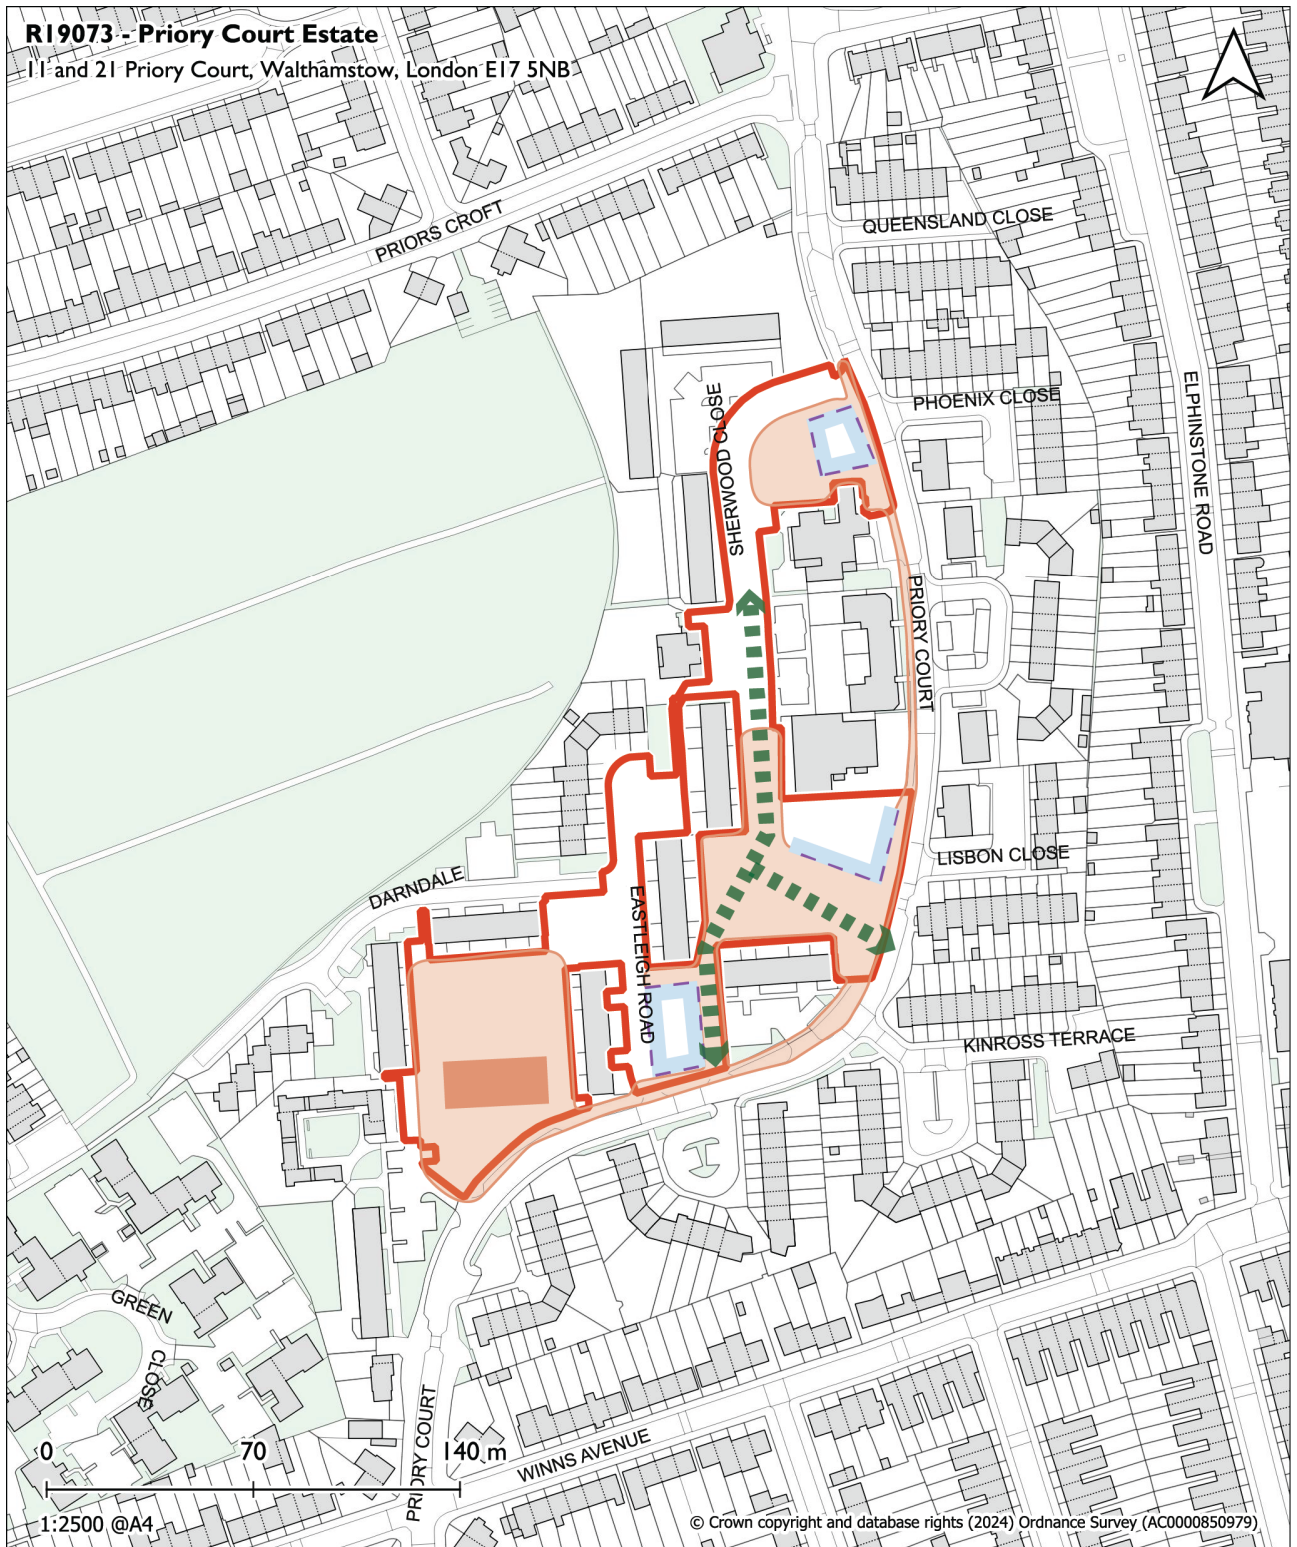 R19073 - Priory Court Estate
11 and 21 Priory Court, Walthamstow, London E17 5NB
PRIORS CROFT
QUEENSLAND CLOSE
ELPHINSTONE ROAD
PHOENIX CLOSE
SHERWOOD CLOSE
PRIORY COURT
LISBON CLOSE
DARNDALE
EASTLEIGH ROAD
KINROSS TERRACE
GREEN
CLOSE
PRIORY COURT
WINNS AVENUE
0 70 140 m
1:2500 @A4
© Crown copyright and database rights (2024) Ordnance Survey (AC0000850979)